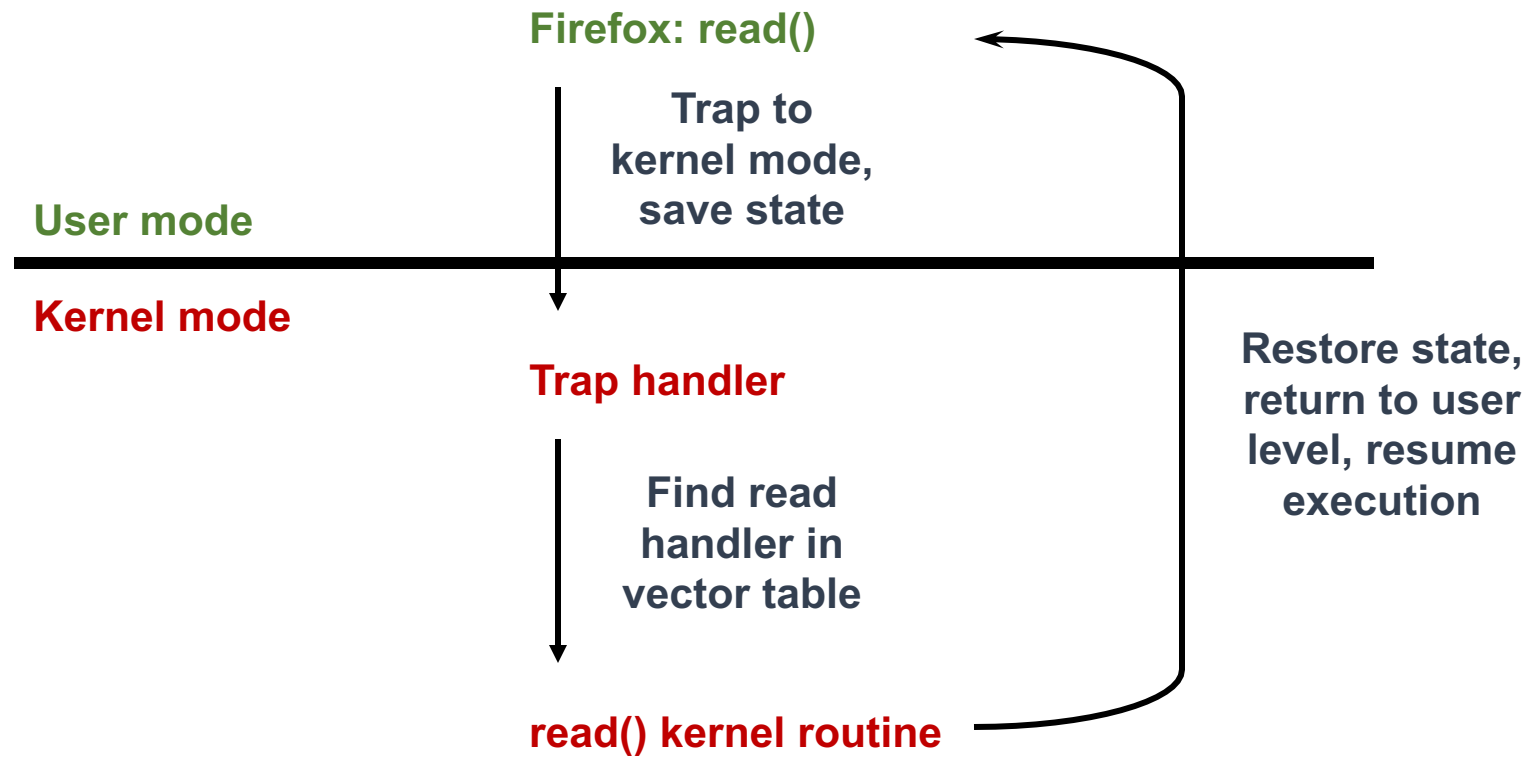 Firefox: read()
Trap to
kernel mode,
save state
User mode
Kernel mode
Trap handler
Restore state,
return to user
level, resume
execution
Find read
handler in
vector table
read() kernel routine